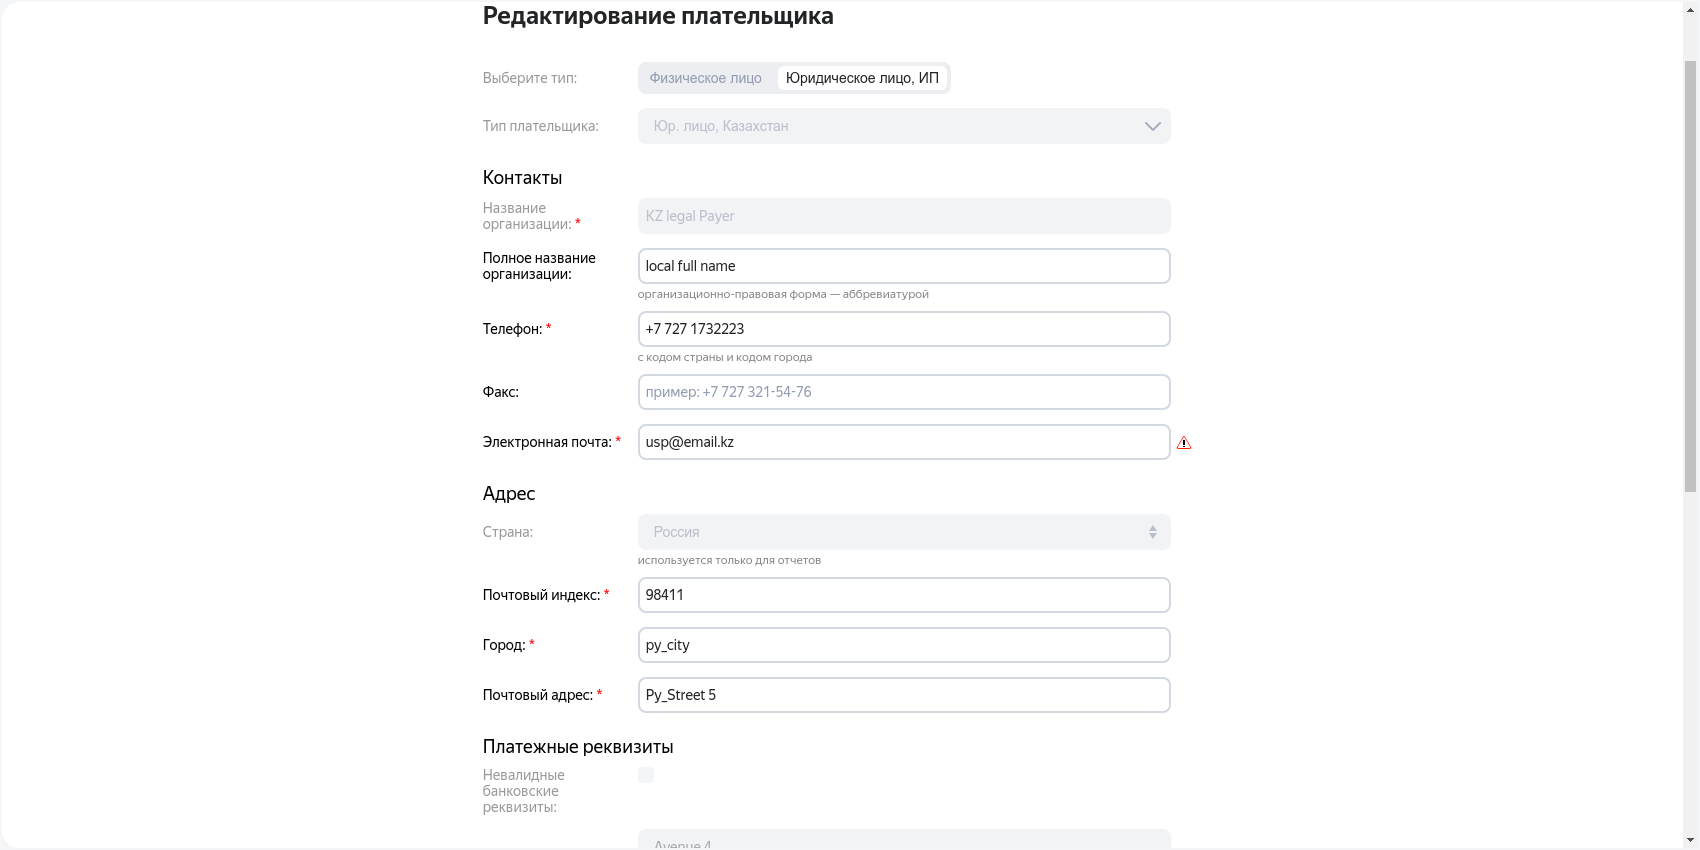 Редактирование плательщика
Выберите тип: Физическое лицо Юридическое лицо, ИП
Тип плательщика: Юр. лицо, Казахстан
Контакты
Название
организации: * KZ legal Payer
Полное название
организации: local full name
организационно-правовая форма — аббревиатурой
Телефон: * +7 727 1732223
с кодом страны и кодом города
Факс: пример: +7 727 321-54-76
Электронная почта: * usp@email.kz
Адрес
Страна: Россия
используется только для отчетов
Почтовый индекс: * 98411
Город: * py_city
Почтовый адрес: * Py_Street 5
Платежные реквизиты
Невалидные
банковские
реквизиты:
Avenue 4